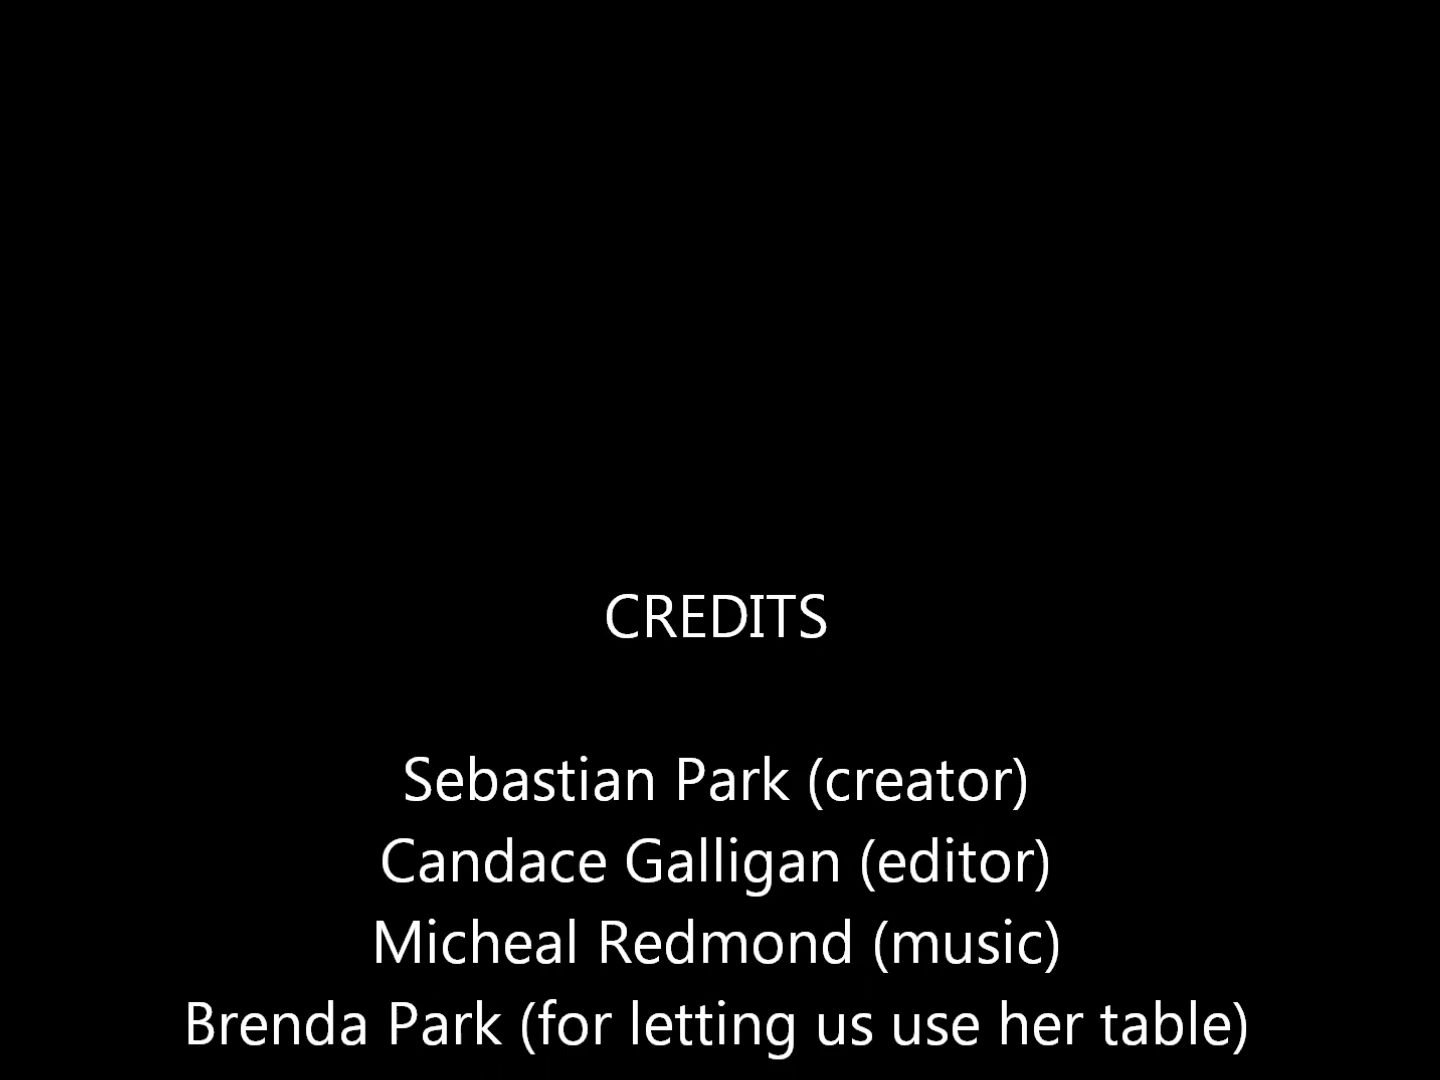 CREDITS
Sebastian Park (creator)
Candace Galligan (editor)
Micheal Redmond (music)
Brenda Park (for letting us use her table)